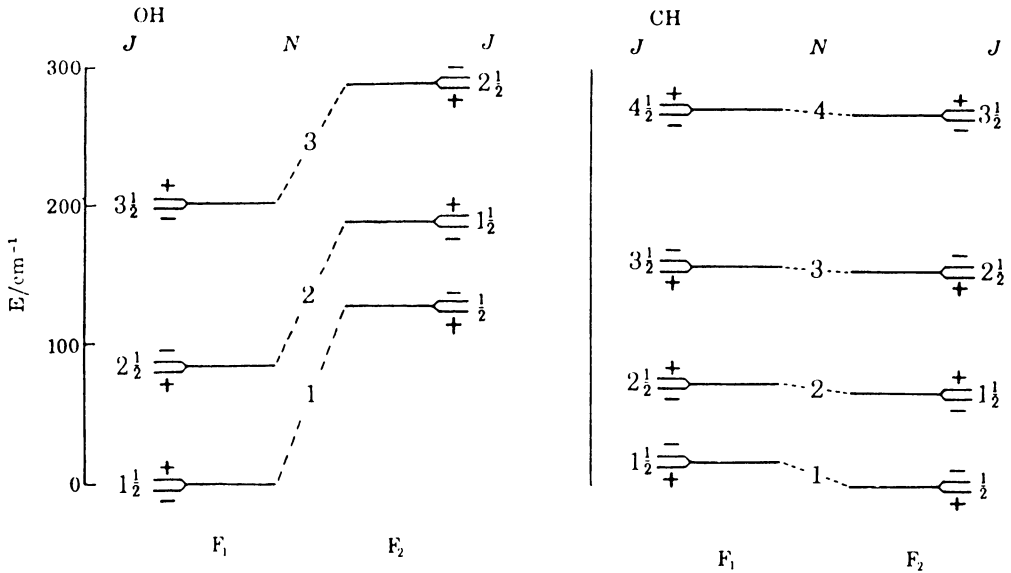 OH
J N J
300
– 2½
+
3
+
3½
–
200
+
1½
–
E/cm⁻¹
2
–
½
+
100
–
2½
+
1
+
0 1½
–
F₁ F₂
CH
J N J
+
4½ 4 + 3½
– –
–
3½ 3 – 2½
+ +
+
2½ 2 + 1½
– –
–
1½ 1 – ½
+ +
F₁ F₂